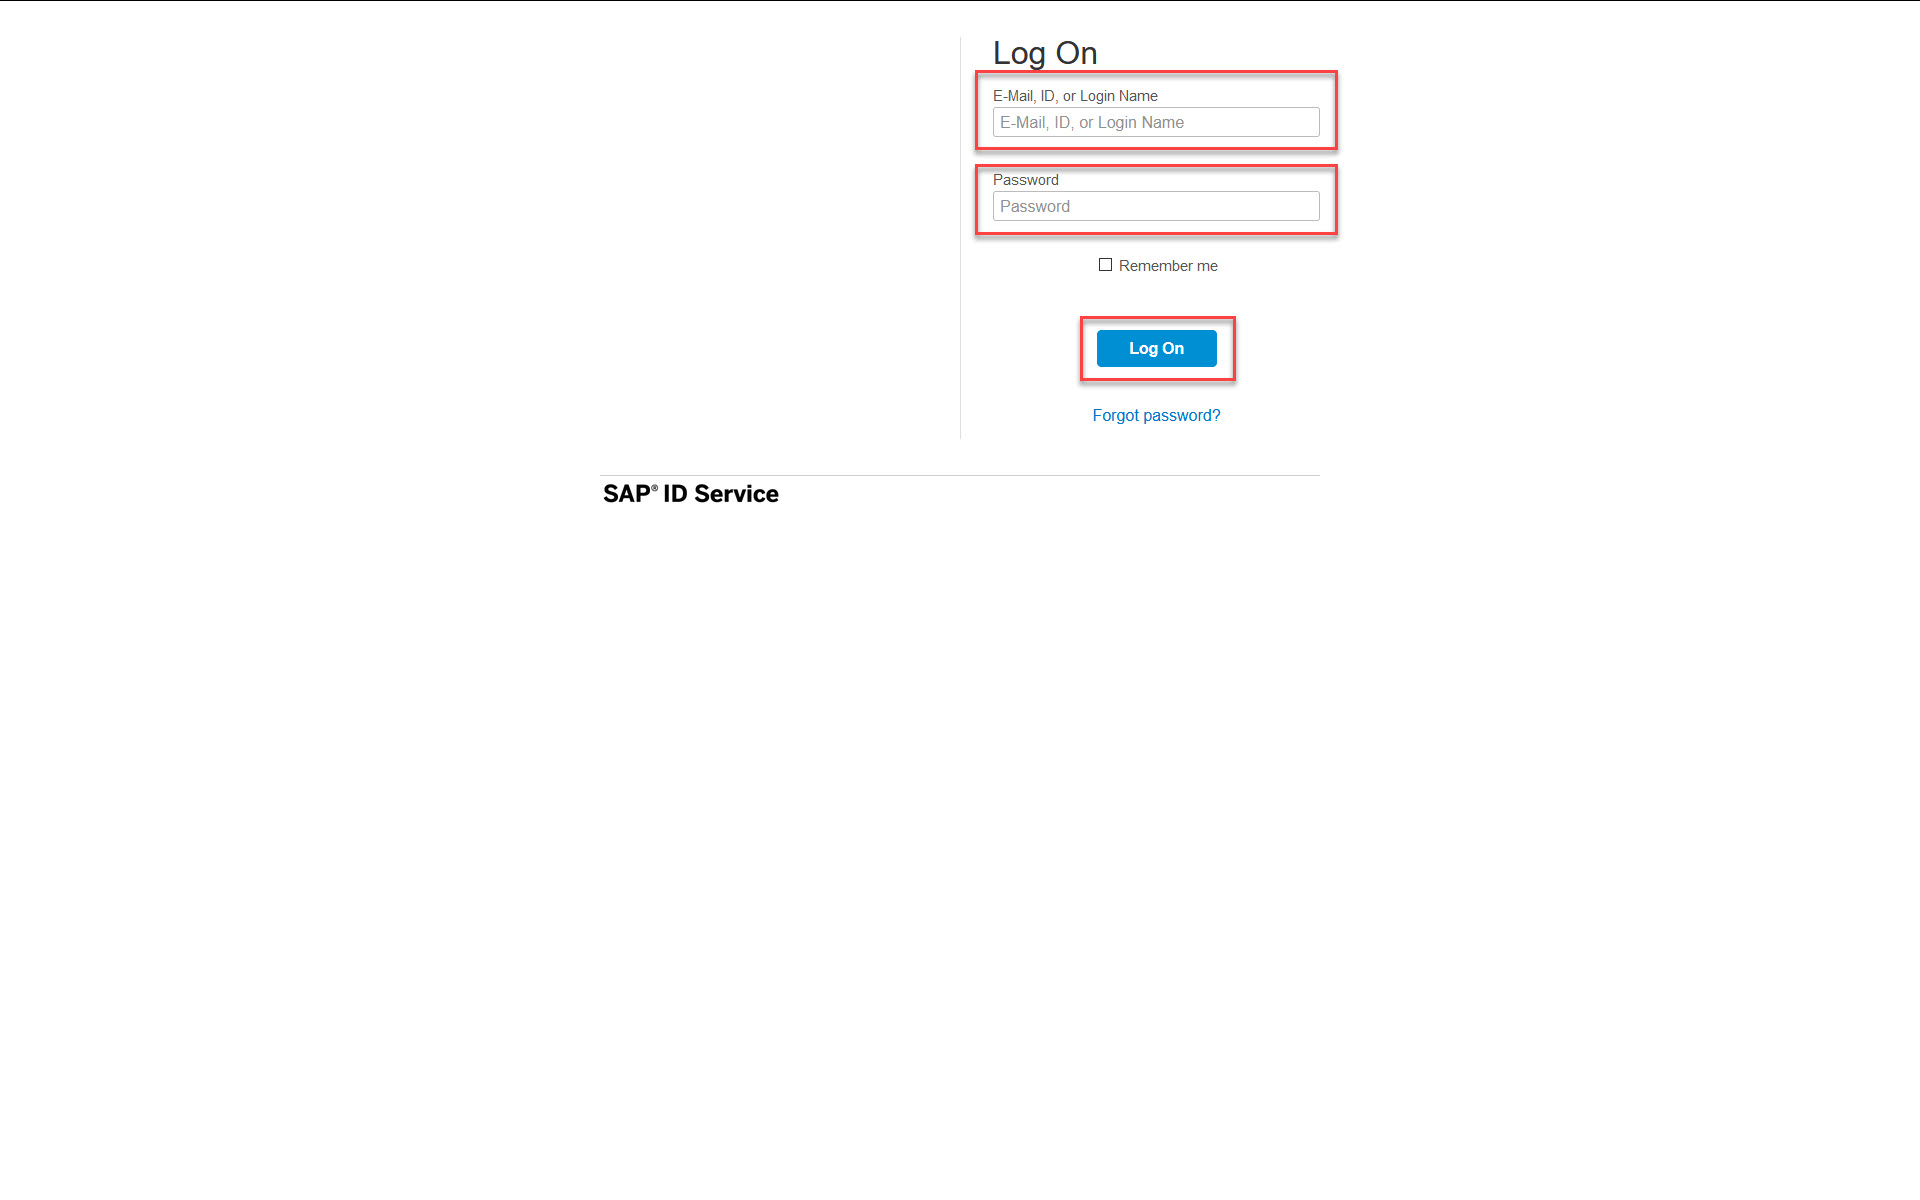 Log On
E-Mail, ID, or Login Name
E-Mail, ID, or Login Name
Password
Password
Remember me
Log On
Forgot password?
SAP® ID Service